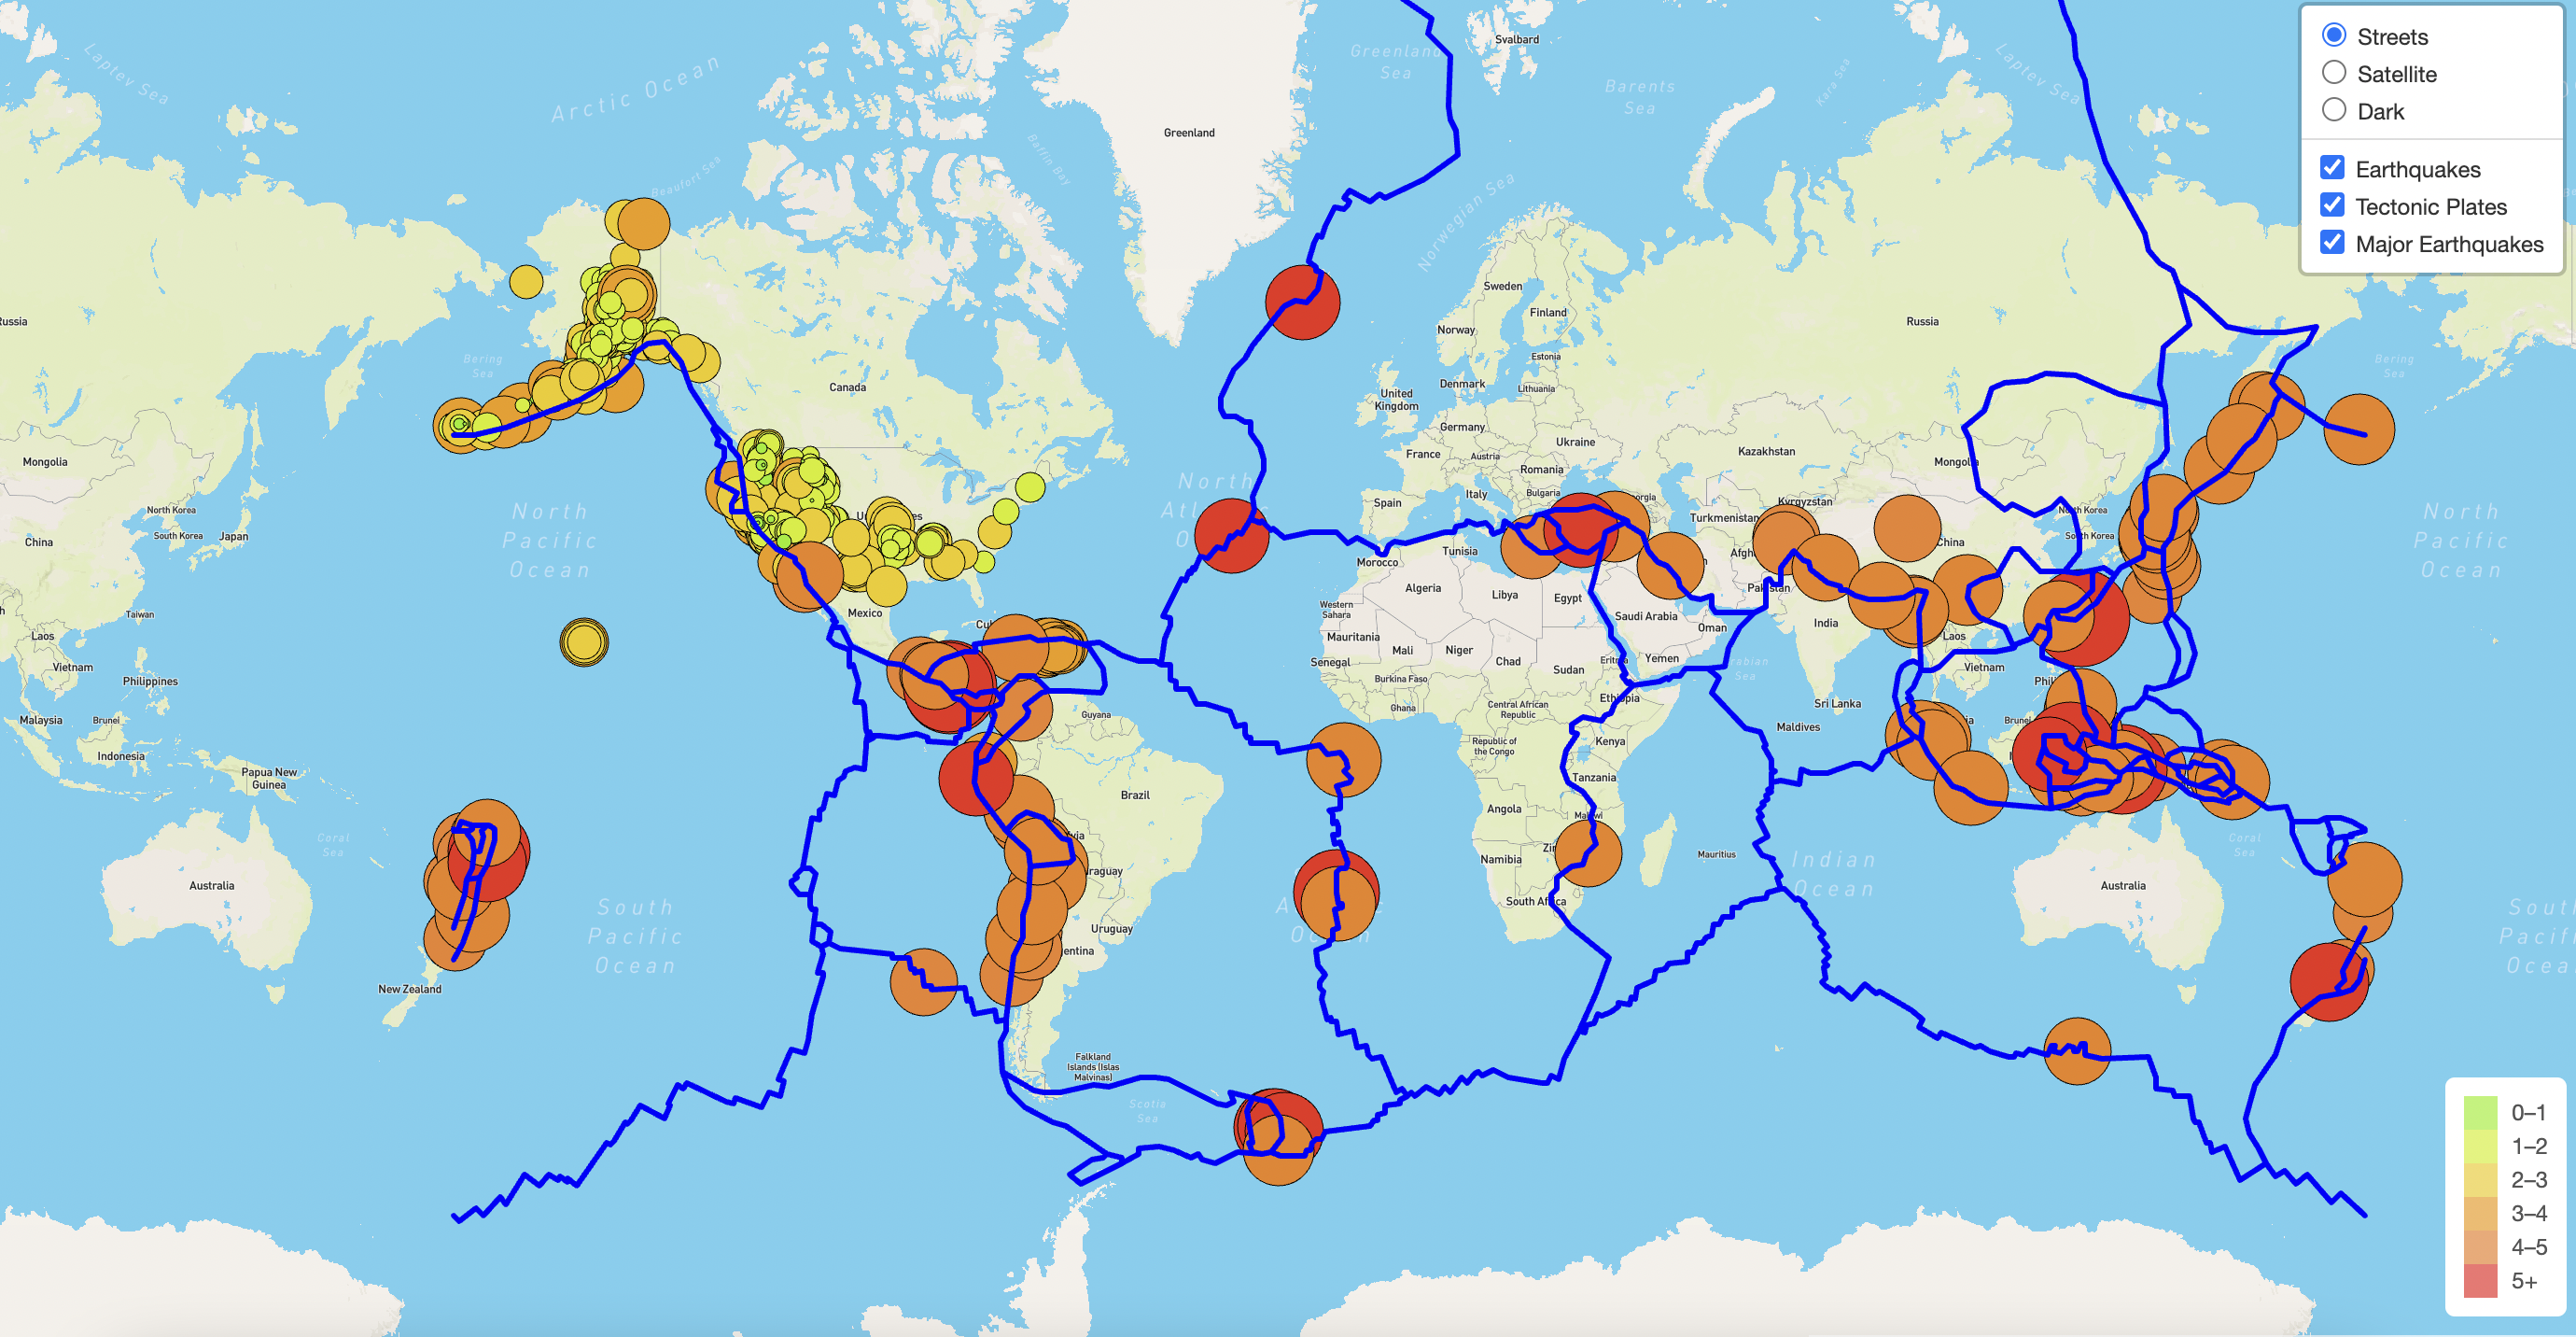 Svalbard
Greenland
Sea
Laptev Sea
Laptev Sea
Arctic Ocean
Barents
Sea
Kara Sea
Greenland
Baffin Bay
Beaufort Sea
Norwegian Sea
Streets
Satellite
Dark
Earthquakes
Tectonic Plates
Major Earthquakes
Sweden
Finland
Norway
Russia
Estonia
Bering
Sea
Bering
Sea
Canada
Denmark
Lithuania
United
Kingdom
Germany
Ukraine
France
Austria
Kazakhstan
Mongolia
Romania
North
Pacific
Ocean
North
Spain
Italy
Bulgaria
Kyrgyzstan
North Korea
North Korea
Turkmenistan
South Korea
Japan
China
China
South Korea
North
Pacific
Ocean
Tunisia
Morocco
Algeria
Libya
Egypt
Pakistan
Western
Sahara
Saudi Arabia
Mexico
Taiwan
India
Oman
Laos
Laos
Mauritania
Mali
Niger
Chad
Sudan
Eritrea
Yemen
Senegal
Burkina Faso
Vietnam
Vietnam
Philippines
Ethiopia
Sri Lanka
Ghana
Central African
Republic
Guyana
Malaysia
Brunei
Maldives
Republic of
the Congo
Kenya
Indonesia
Papua New
Guinea
Tanzania
Brazil
Angola
Coral
Sea
Coral
Sea
Namibia
Mauritius
Indian
Ocean
Australia
Australia
South Africa
South
Pacific
Ocean
Uruguay
New Zealand
Falkland
Islands (Islas
Malvinas)
Scotia
Sea
0–1
1–2
2–3
3–4
4–5
5+